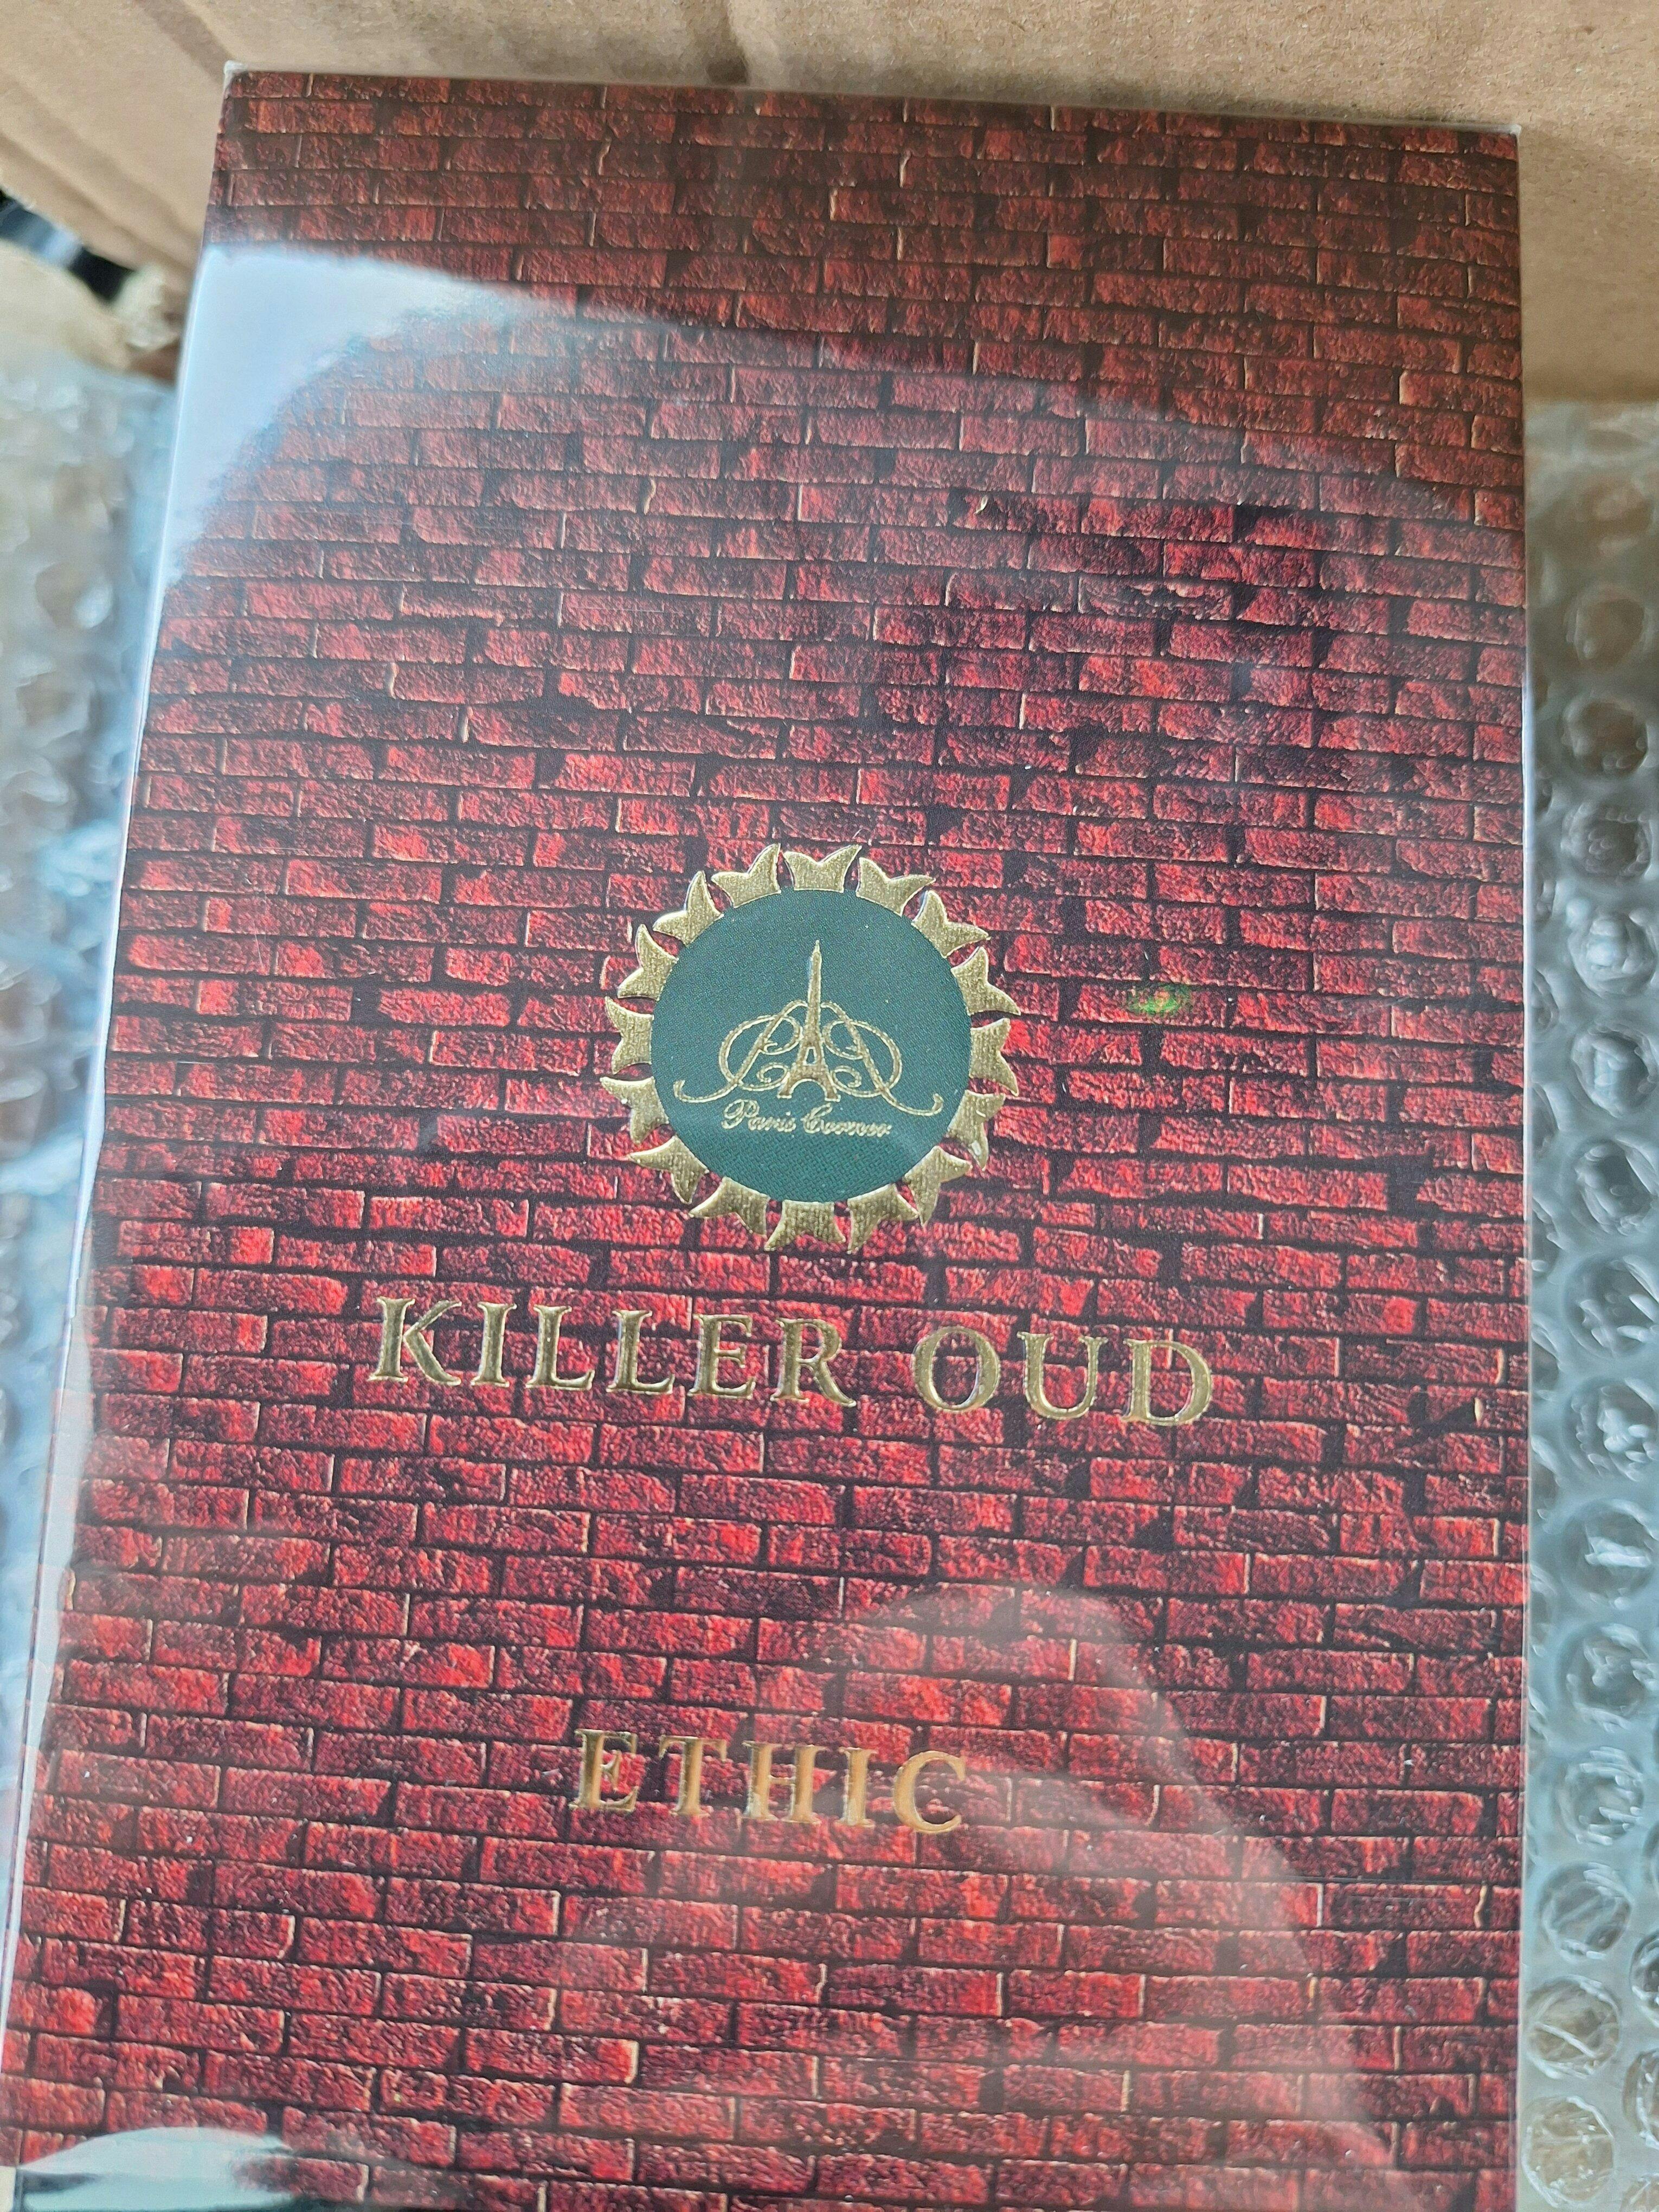 Paris Corner
KILLER OUD
ETHIC